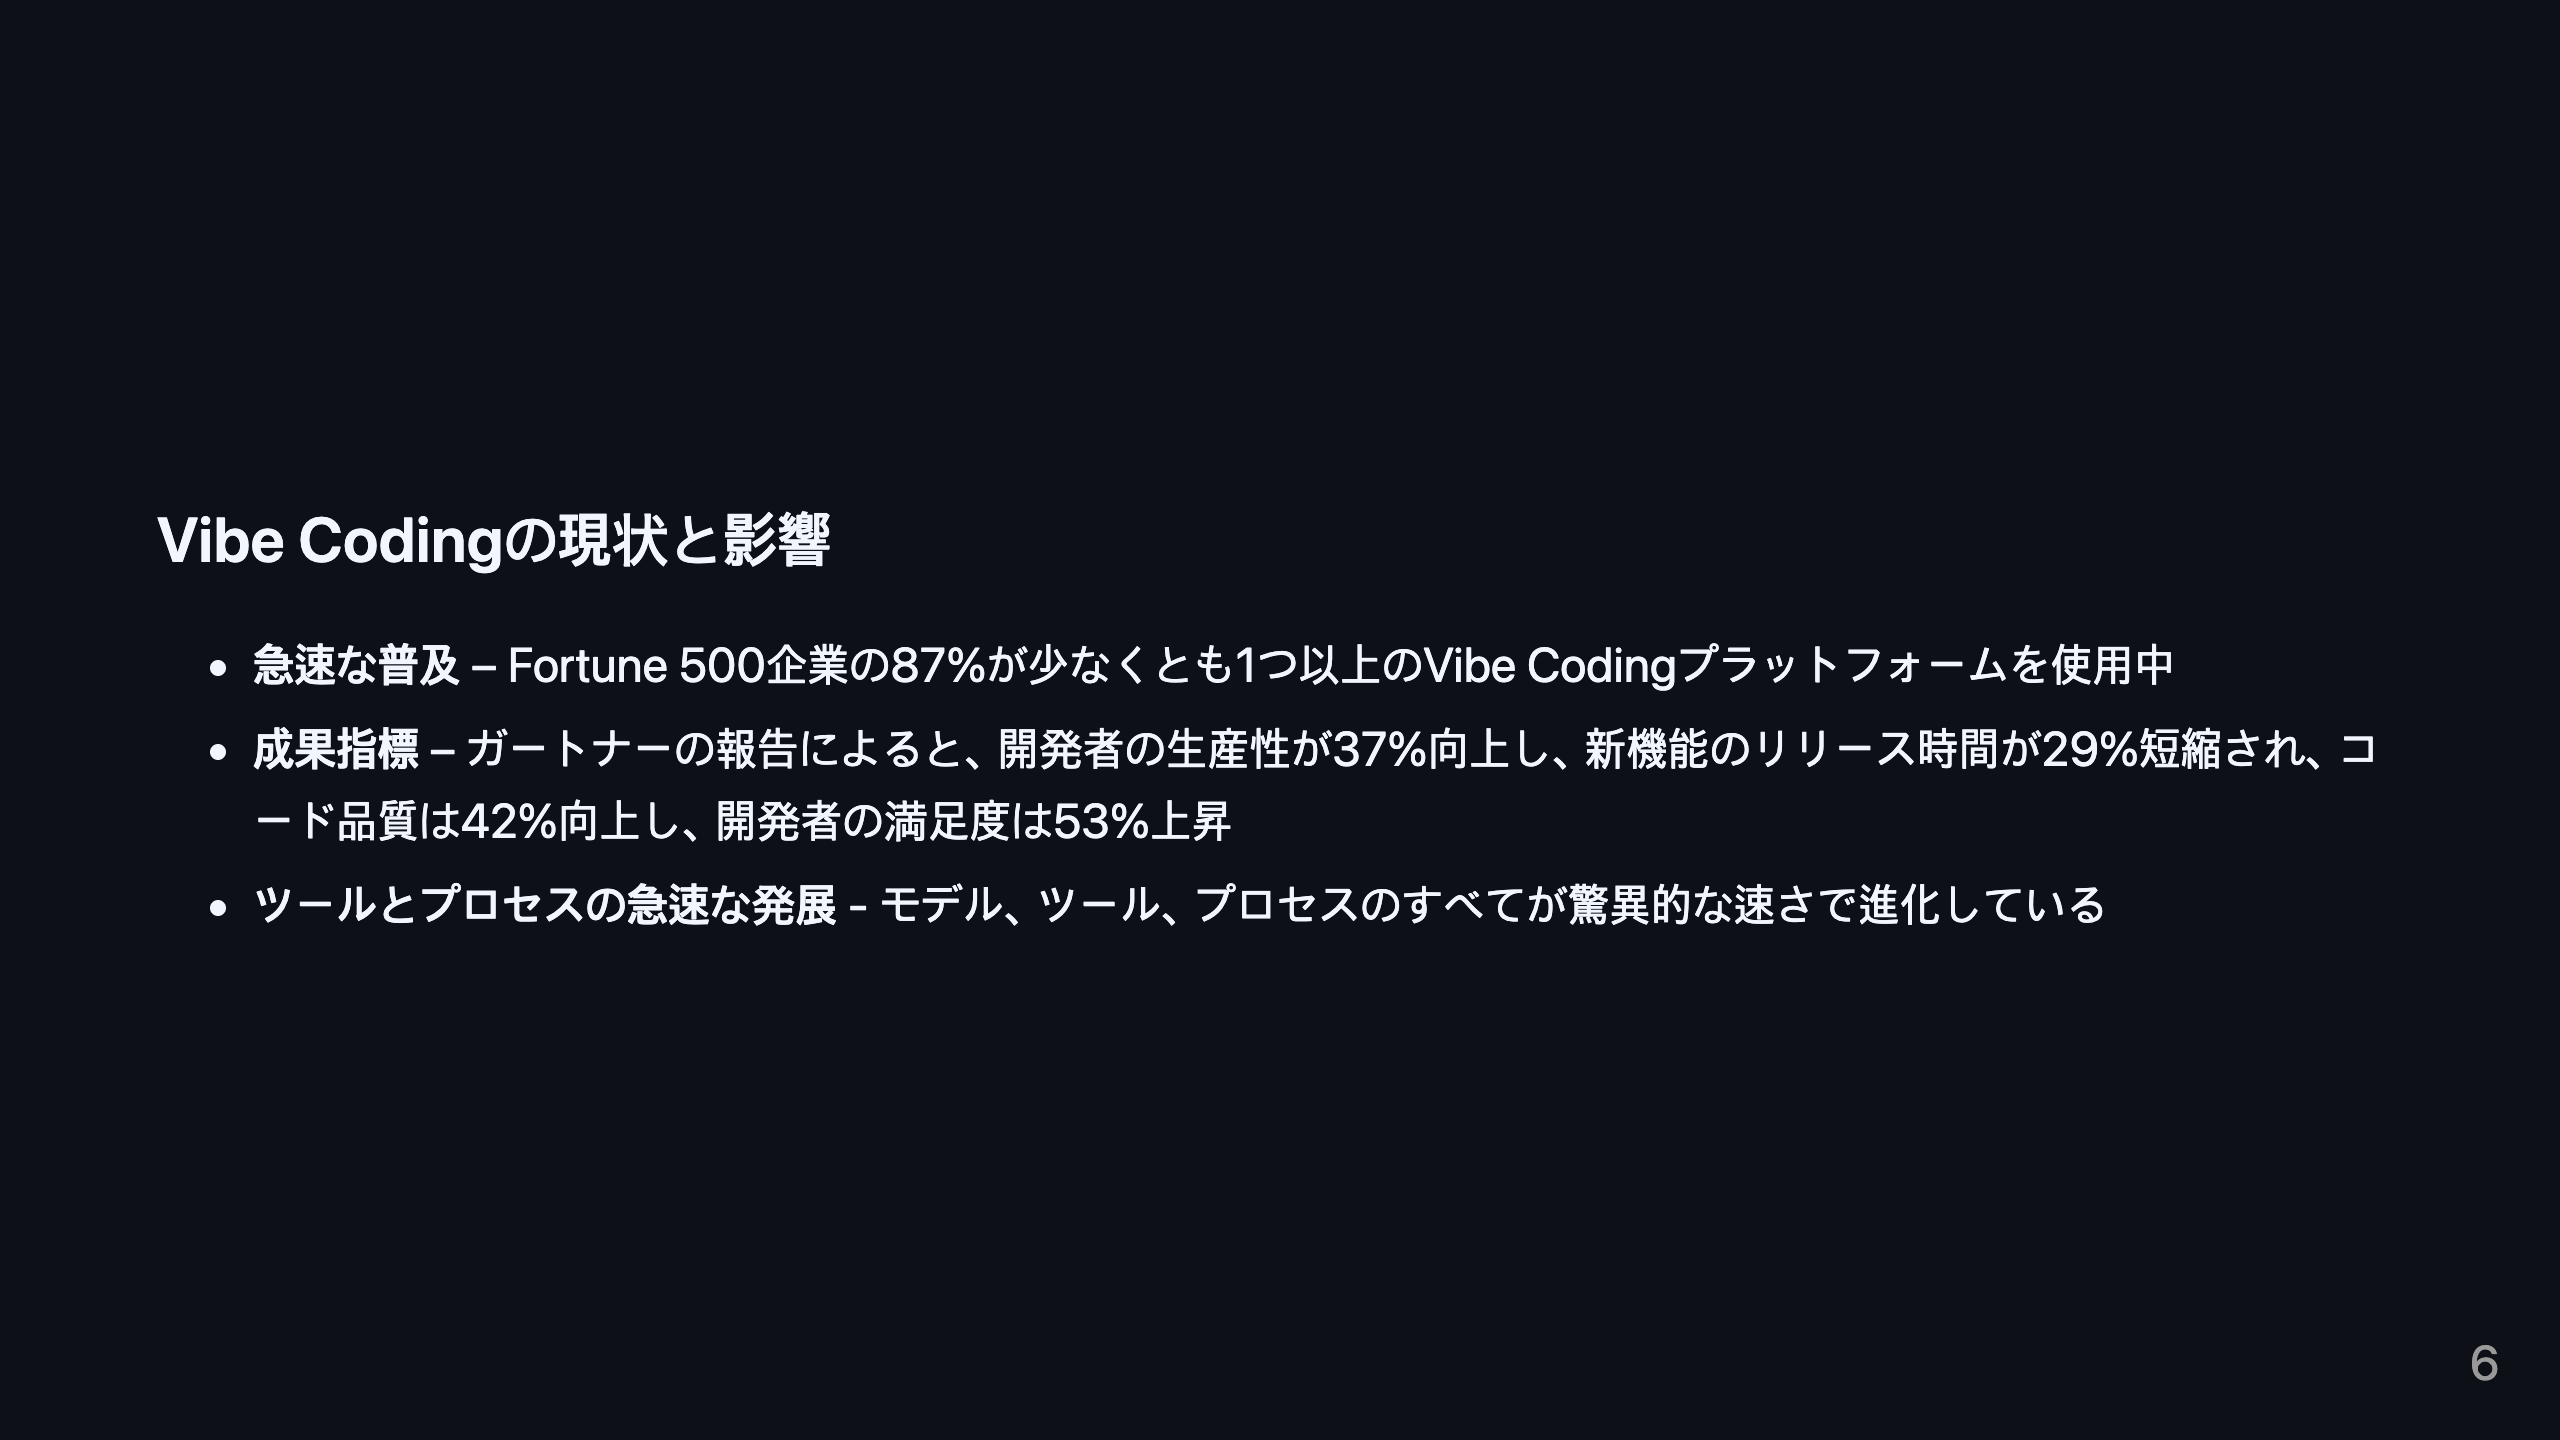 Vibe Codingの現状と影響
• 急速な普及 – Fortune 500企業の87%が少なくとも1つ以上のVibe Codingプラットフォームを使用中
• 成果指標 – ガートナーの報告によると、開発者の生産性が37%向上し、新機能のリリース時間が29%短縮され、コ
ード品質は42%向上し、開発者の満足度は53%上昇
• ツールとプロセスの急速な発展 - モデル、ツール、プロセスのすべてが驚異的な速さで進化している
6